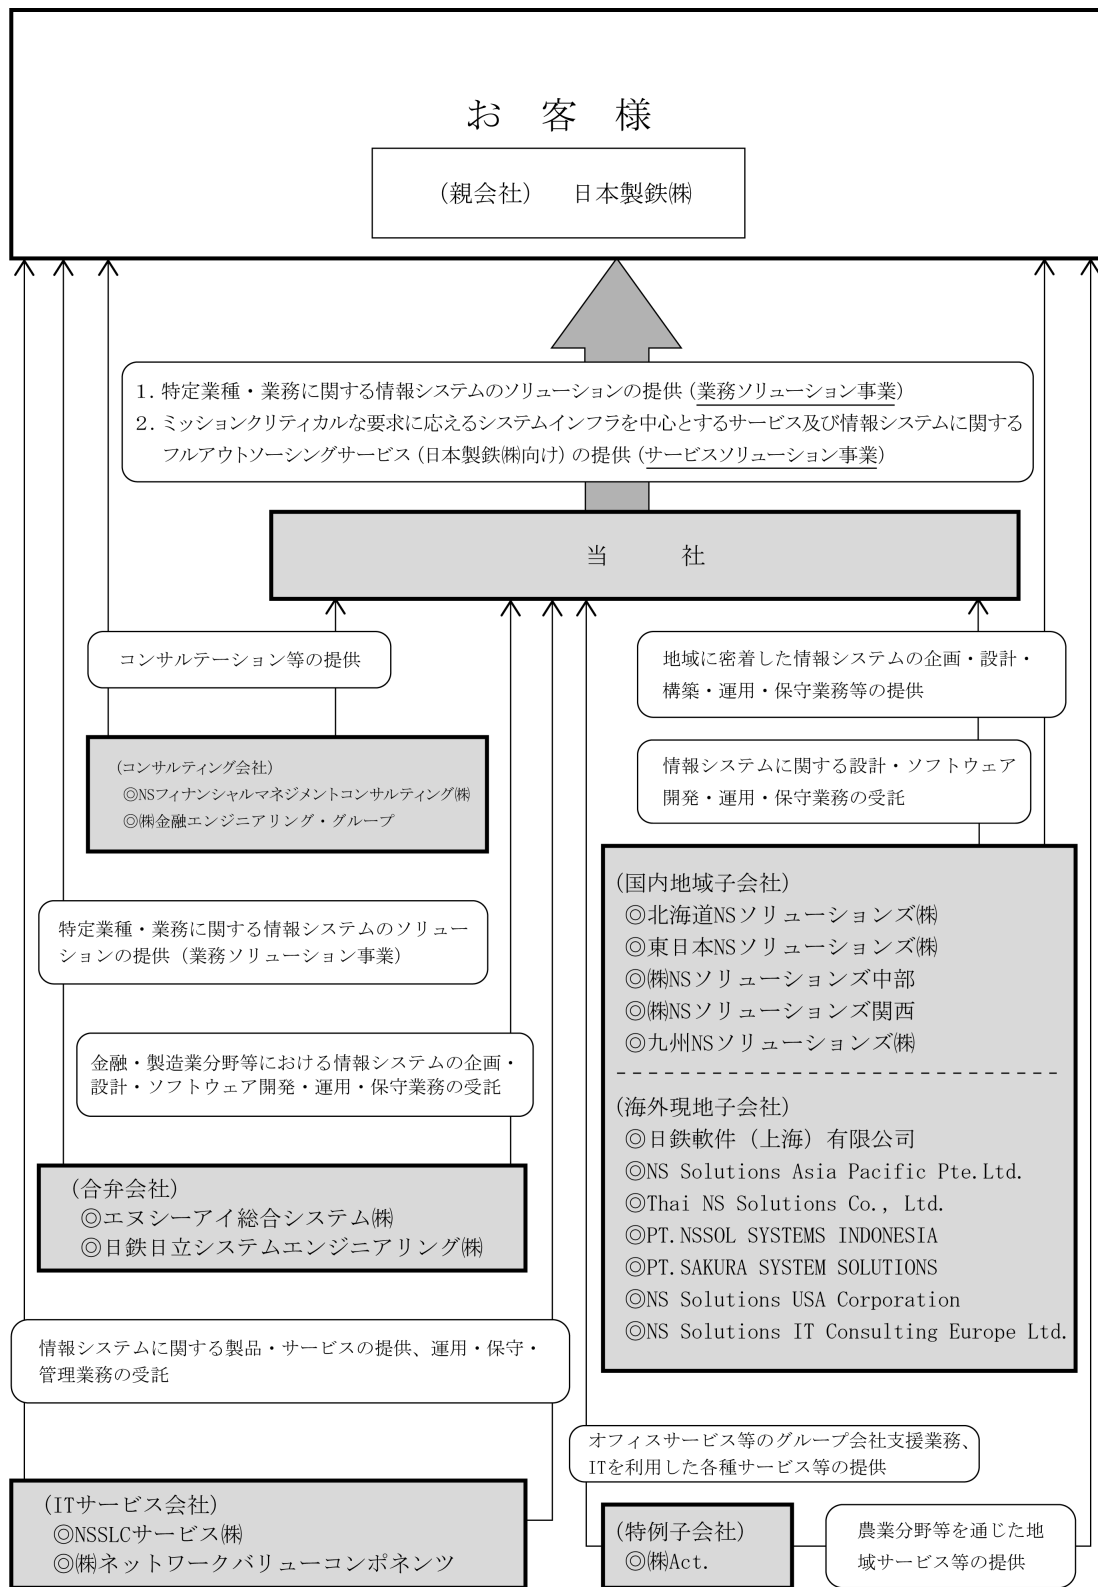 お 客 様
(親会社) 日本製鉄㈱
1. 特定業種・業務に関する情報システムのソリューションの提供 (業務ソリューション事業)
2. ミッションクリティカルな要求に応えるシステムインフラを中心とするサービス及び情報システムに関する
フルアウトソーシングサービス (日本製鉄㈱向け) の提供 (サービスソリューション事業)
当 社
コンサルテーション等の提供
地域に密着した情報システムの企画・設計・
構築・運用・保守業務等の提供
(コンサルティング会社)
◎NSフィナンシャルマネジメントコンサルティング㈱
◎㈱金融エンジニアリング・グループ
情報システムに関する設計・ソフトウェア
開発・運用・保守業務の受託
(国内地域子会社)
◎北海道NSソリューションズ㈱
◎東日本NSソリューションズ㈱
◎㈱NSソリューションズ中部
◎㈱NSソリューションズ関西
◎九州NSソリューションズ㈱
(海外現地子会社)
◎日鉄軟件（上海）有限公司
◎NS Solutions Asia Pacific Pte.Ltd.
◎Thai NS Solutions Co., Ltd.
◎PT.NSSOL SYSTEMS INDONESIA
◎PT.SAKURA SYSTEM SOLUTIONS
◎NS Solutions USA Corporation
◎NS Solutions IT Consulting Europe Ltd.
特定業種・業務に関する情報システムのソリュー
ションの提供（業務ソリューション事業）
金融・製造業分野等における情報システムの企画・
設計・ソフトウェア開発・運用・保守業務の受託
(合弁会社)
◎エヌシーアイ総合システム㈱
◎日鉄日立システムエンジニアリング㈱
情報システムに関する製品・サービスの提供、運用・保守・
管理業務の受託
(ITサービス会社)
◎NSSLCサービス㈱
◎㈱ネットワークバリューコンポネンツ
オフィスサービス等のグループ会社支援業務、
ITを利用した各種サービス等の提供
(特例子会社)
◎㈱Act.
農業分野等を通じた地
域サービス等の提供